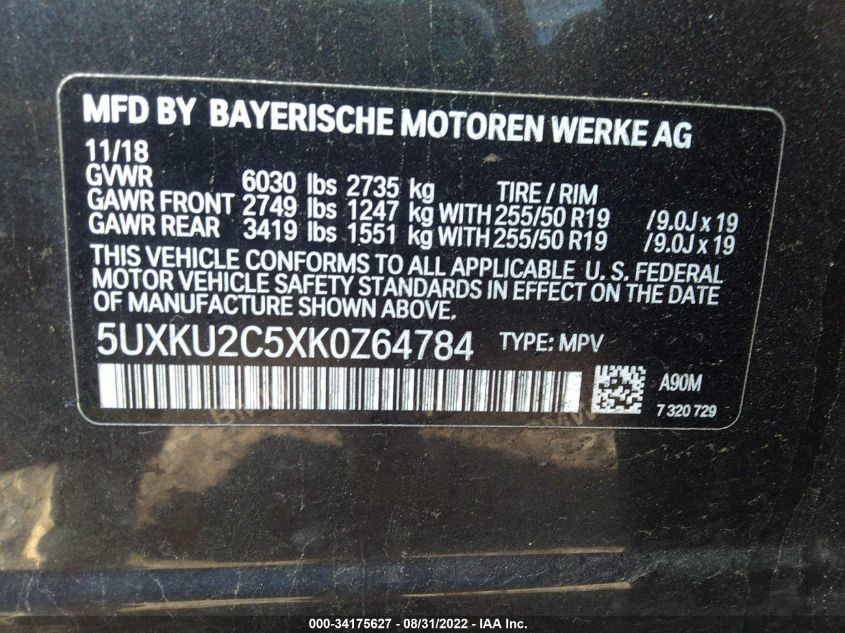 MFD BY BAYERISCHE MOTOREN WERKE AG
11/18
GVWR 6030 lbs 2735 kg TIRE / RIM
GAWR FRONT 2749 lbs 1247 kg WITH 255/50 R19 /9.0J x 19
GAWR REAR 3419 lbs 1551 kg WITH 255/50 R19 /9.0J x 19
THIS VEHICLE CONFORMS TO ALL APPLICABLE U. S. FEDERAL
MOTOR VEHICLE SAFETY STANDARDS IN EFFECT ON THE DATE
OF MANUFACTURE SHOWN ABOVE.
5UXKU2C5XK0Z64784 TYPE: MPV
A90M
7 320 729
000-34175627 - 08/31/2022 - IAA Inc.